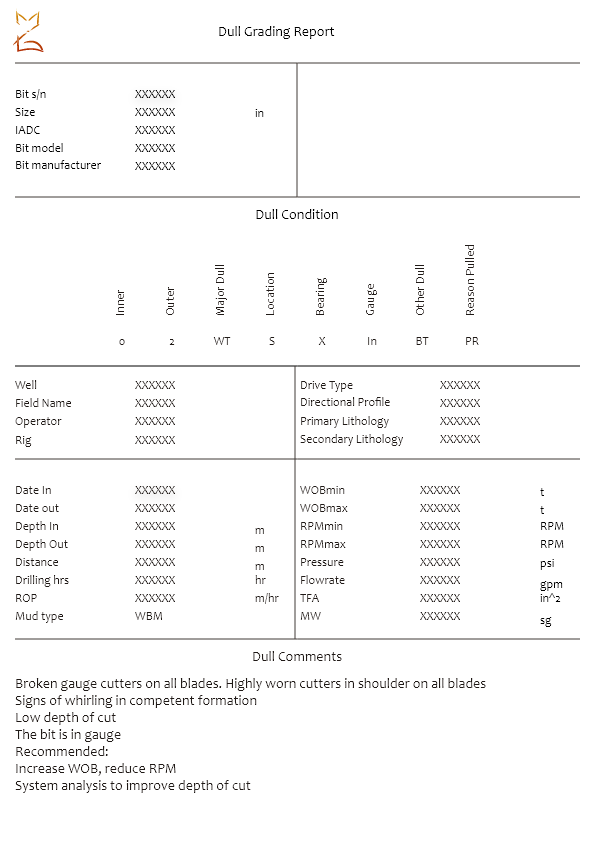 Dull Grading Report
Bit s/n XXXXXX
Size XXXXXX in
IADC XXXXXX
Bit model XXXXXX
Bit manufacturer XXXXXX
Dull Condition
Inner Outer Major Dull Location Bearing Gauge Other Dull Reason Pulled
0 2 WT S X In BT PR
Well XXXXXX Drive Type XXXXXX
Field Name XXXXXX Directional Profile XXXXXX
Operator XXXXXX Primary Lithology XXXXXX
Rig XXXXXX Secondary Lithology XXXXXX
Date In XXXXXX WOBmin XXXXXX t
Date out XXXXXX WOBmax XXXXXX t
Depth In XXXXXX m RPMmin XXXXXX RPM
Depth Out XXXXXX m RPMmax XXXXXX RPM
Distance XXXXXX m Pressure XXXXXX psi
Drilling hrs XXXXXX hr Flowrate XXXXXX gpm
ROP XXXXXX m/hr TFA XXXXXX in^2
Mud type WBM MW XXXXXX sg
Dull Comments
Broken gauge cutters on all blades. Highly worn cutters in shoulder on all blades
Signs of whirling in competent formation
Low depth of cut
The bit is in gauge
Recommended:
Increase WOB, reduce RPM
System analysis to improve depth of cut